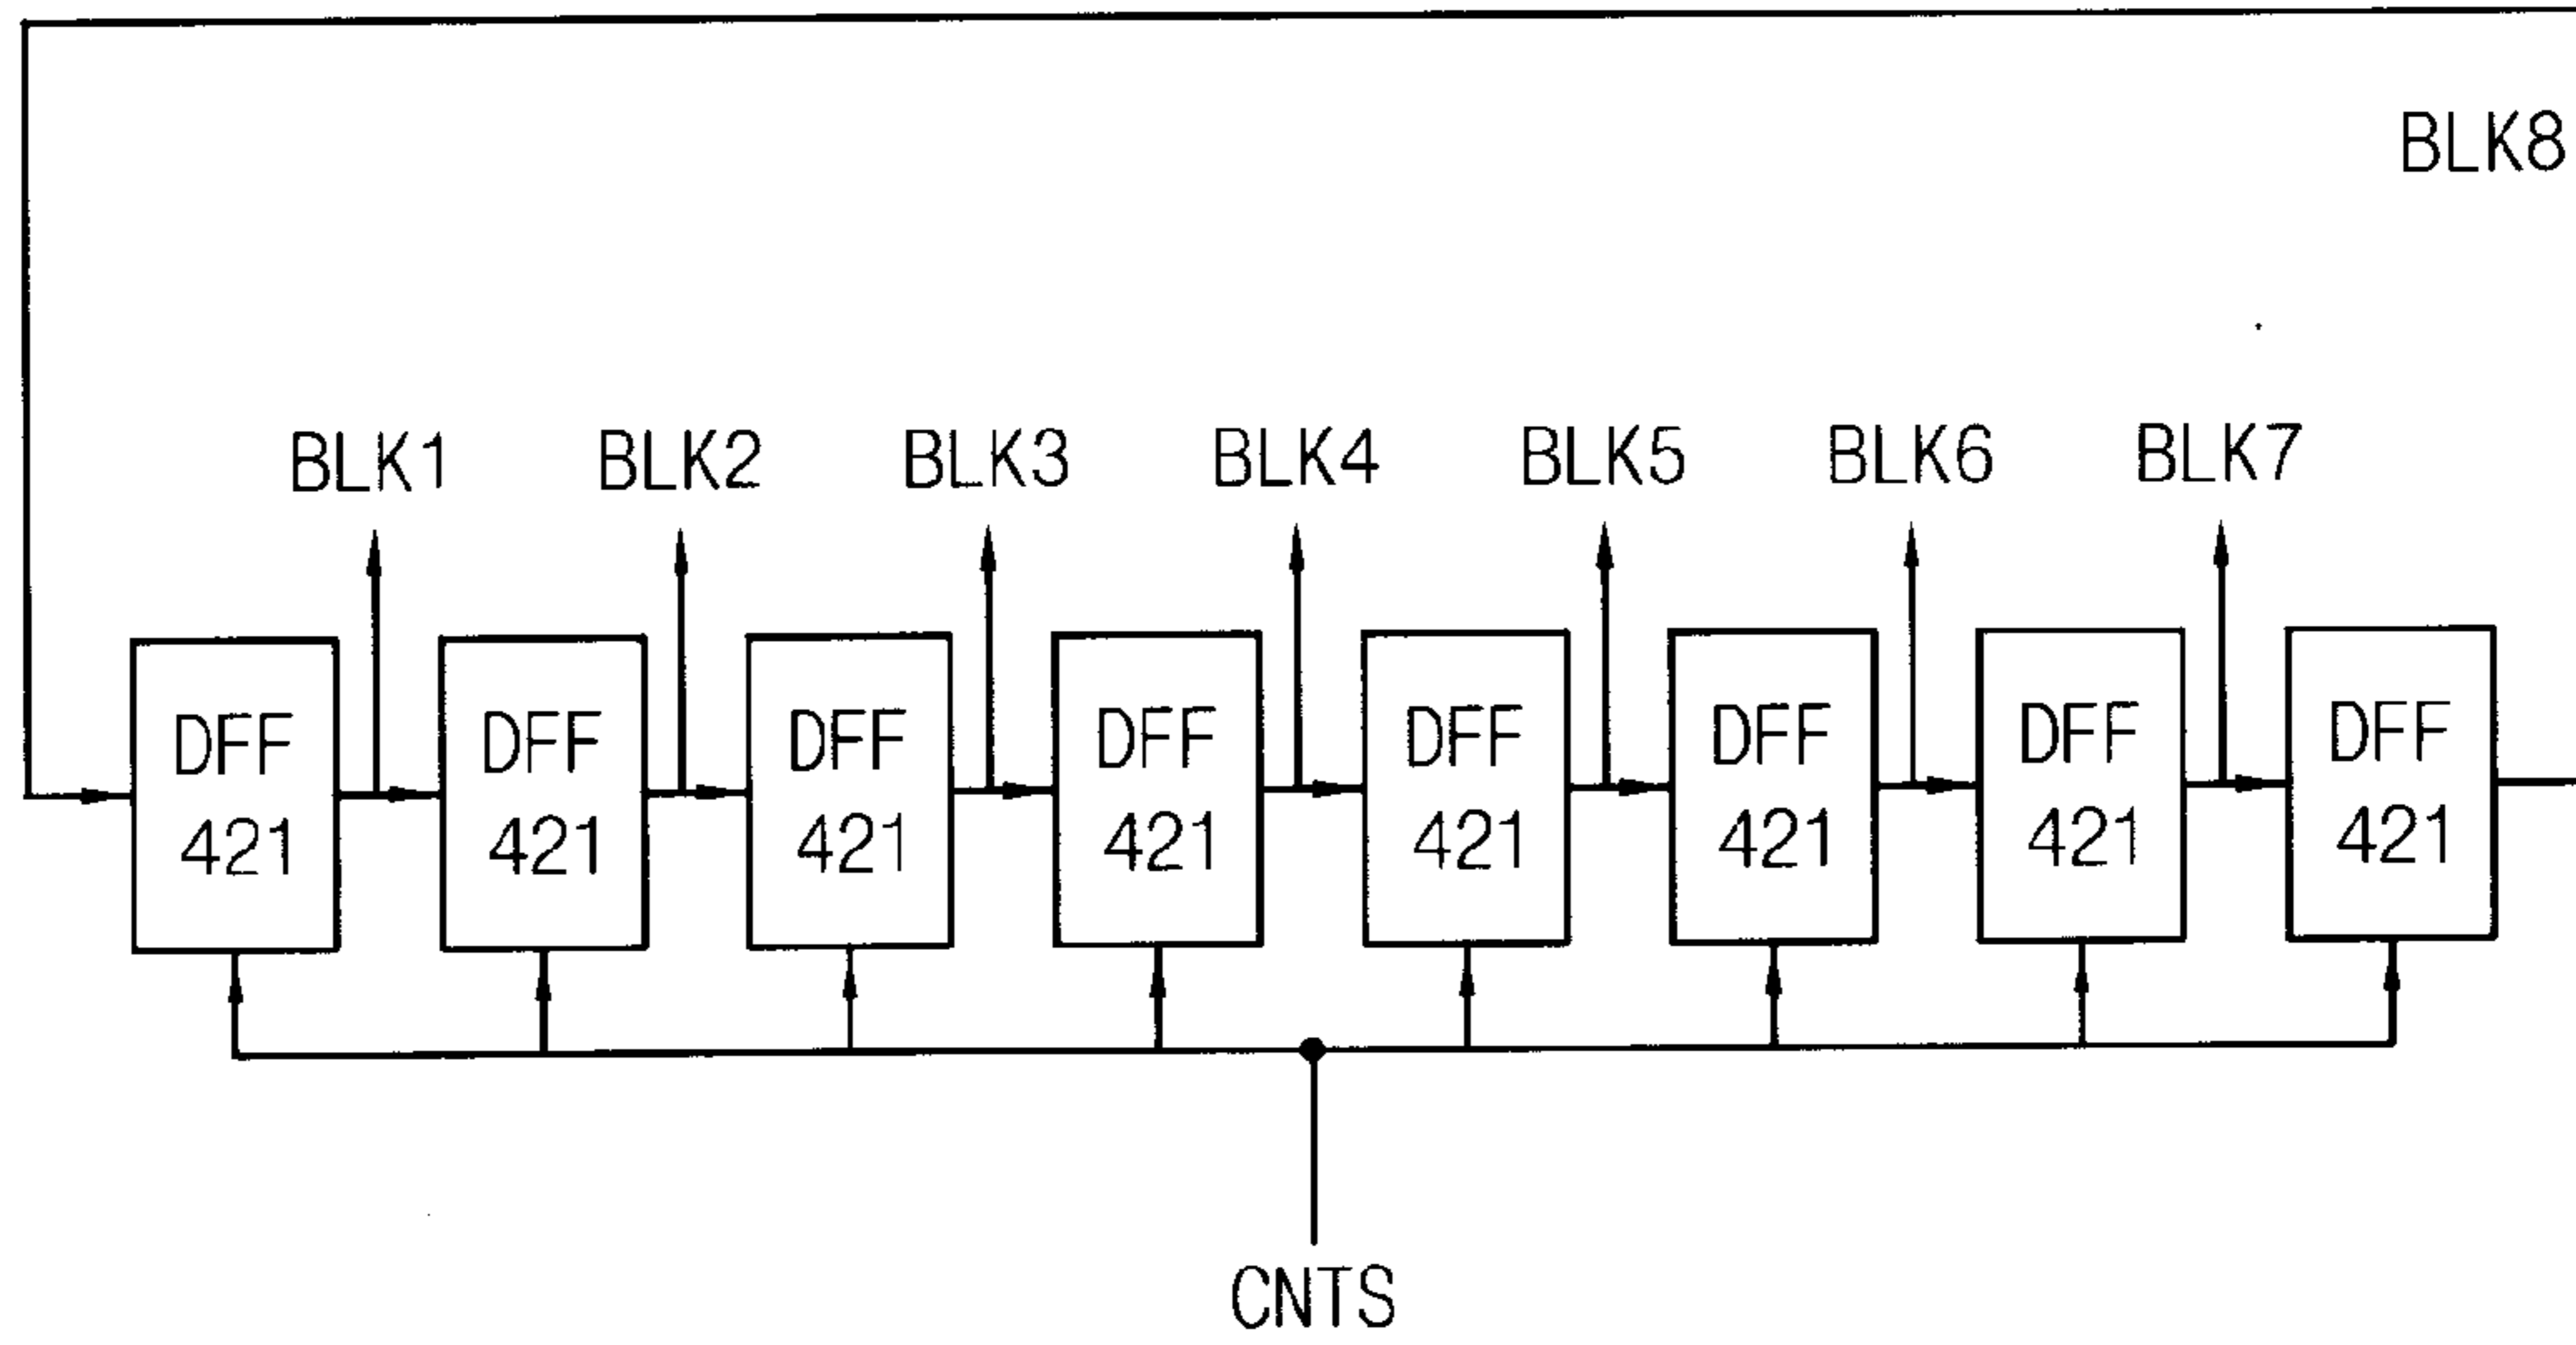 BLK8
BLK1 BLK2 BLK3 BLK4 BLK5 BLK6 BLK7
DFF DFF DFF DFF DFF DFF DFF DFF
421 421 421 421 421 421 421 421
CNTS